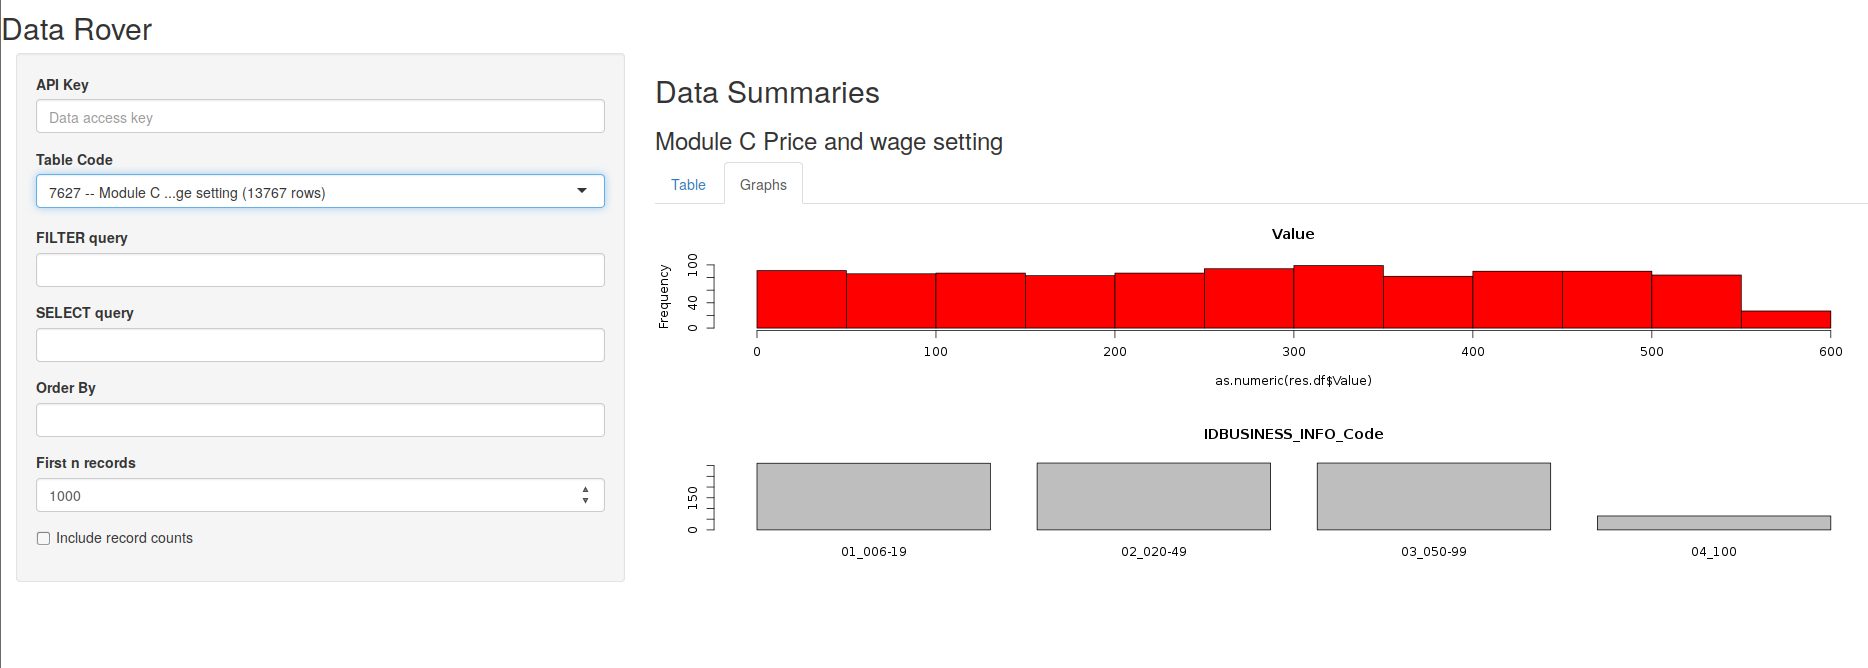 Data Rover
API Key
Data access key
Table Code
7627 -- Module C ...ge setting (13767 rows)
FILTER query
SELECT query
Order By
First n records
1000
Include record counts
Data Summaries
Module C Price and wage setting
Table Graphs
Value
Frequency
0 40 100
0 100 200 300 400 500 600
as.numeric(res.df$Value)
IDBUSINESS_INFO_Code
0 150
01_006-19 02_020-49 03_050-99 04_100